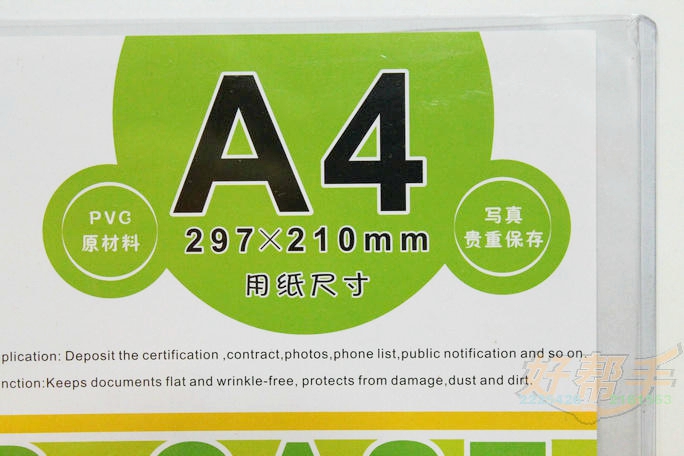 A4
PVC
原材料
297×210mm
写真
贵重保存
用纸尺寸
plication: Deposit the certification ,contract,photos,phone list,public notification and so on.
nction:Keeps documents flat and wrinkle-free, protects from damage,dust and dirt.
好帮手
CASE